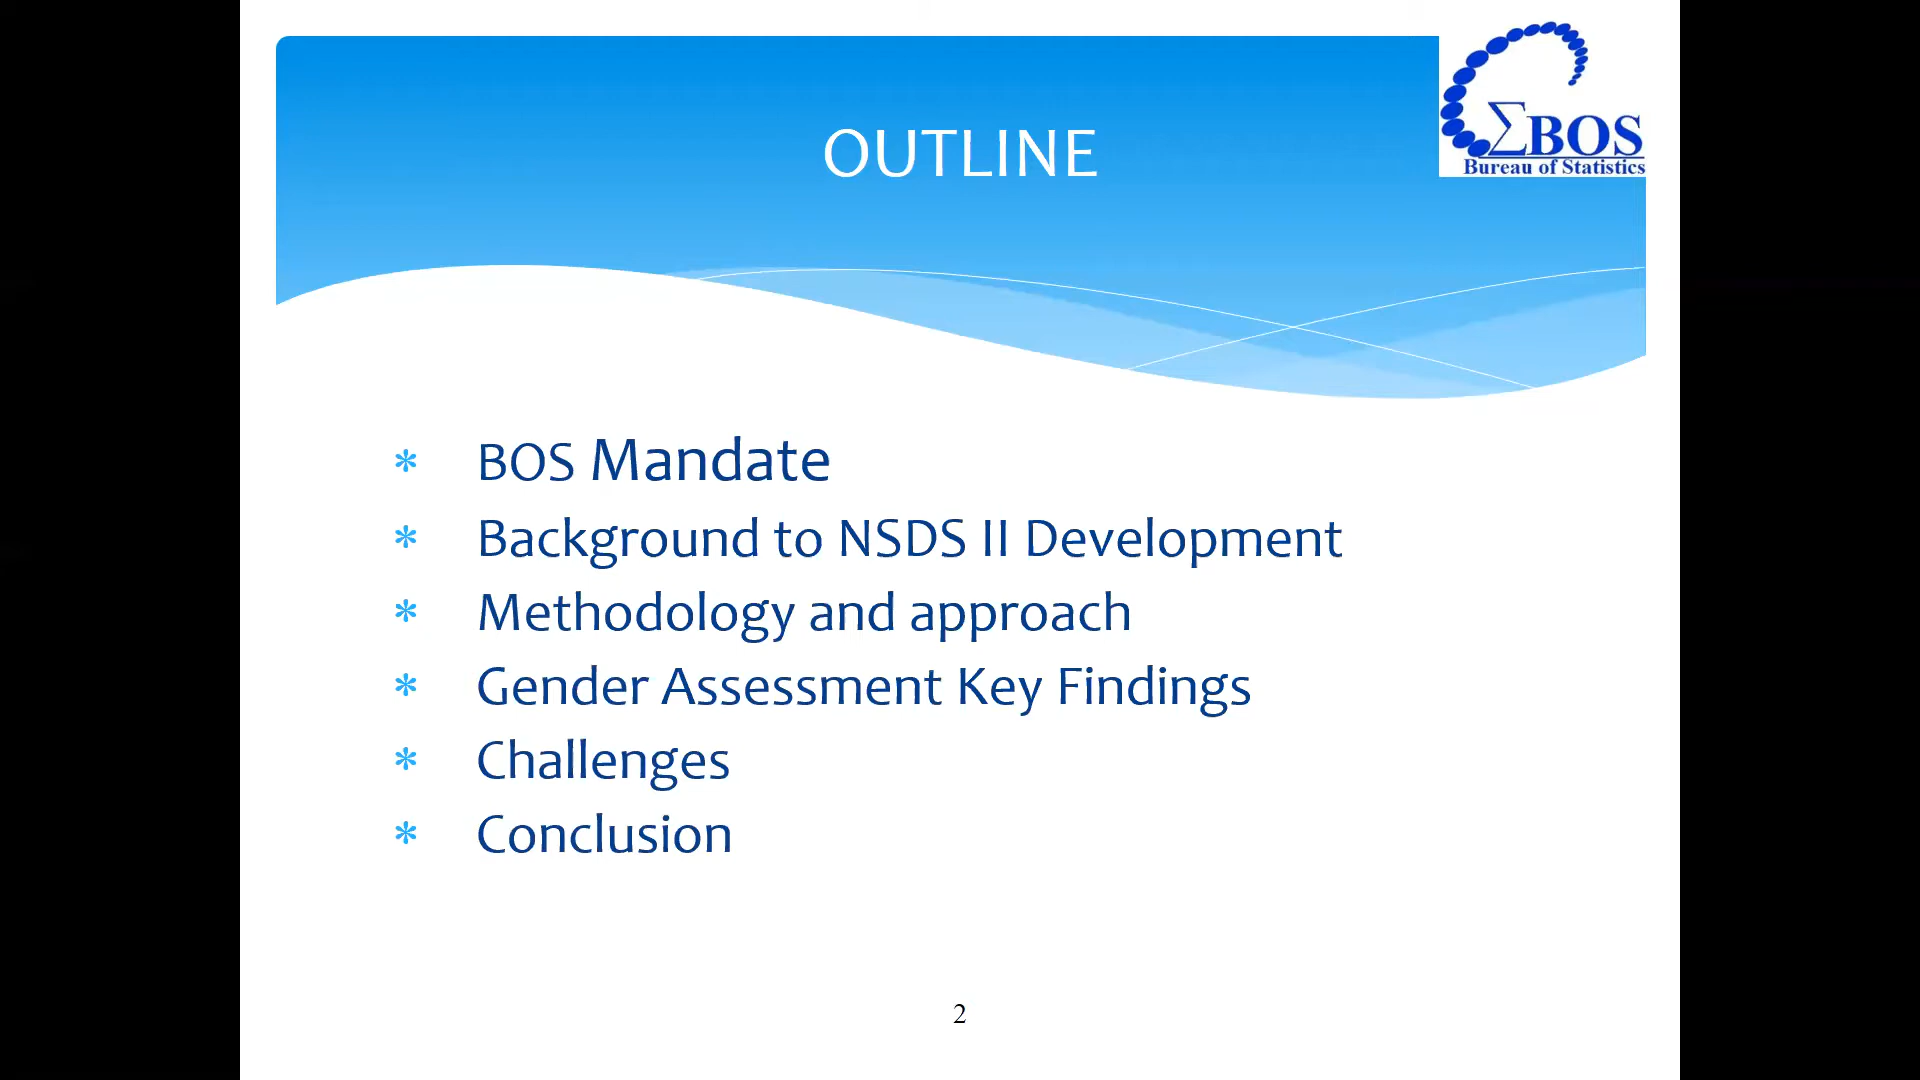 OUTLINE
ΣBOS
Bureau of Statistics
* BOS Mandate
* Background to NSDS II Development
* Methodology and approach
* Gender Assessment Key Findings
* Challenges
* Conclusion
2